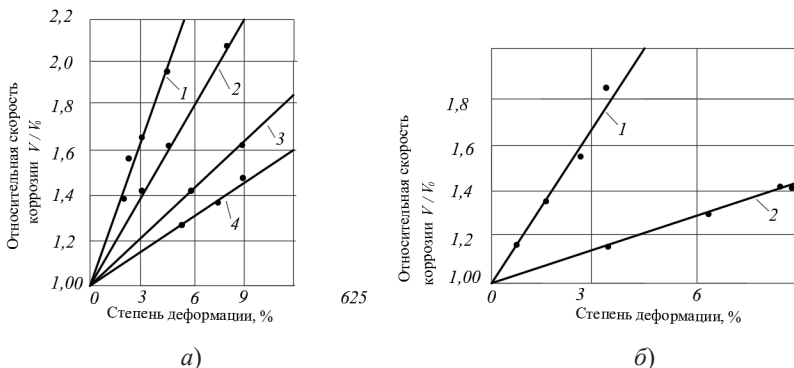 2,2
2,0
1,8
1,6
1,4
1,2
1,00
Относительная скорость
коррозии V / V₀
1
2
3
4
0 3 6 9
Степень деформации, %
а)
625
1,8
1,6
1,4
1,2
1,00
Относительная скорость
коррозии V / V₀
1
2
0 3 6
Степень деформации, %
б)